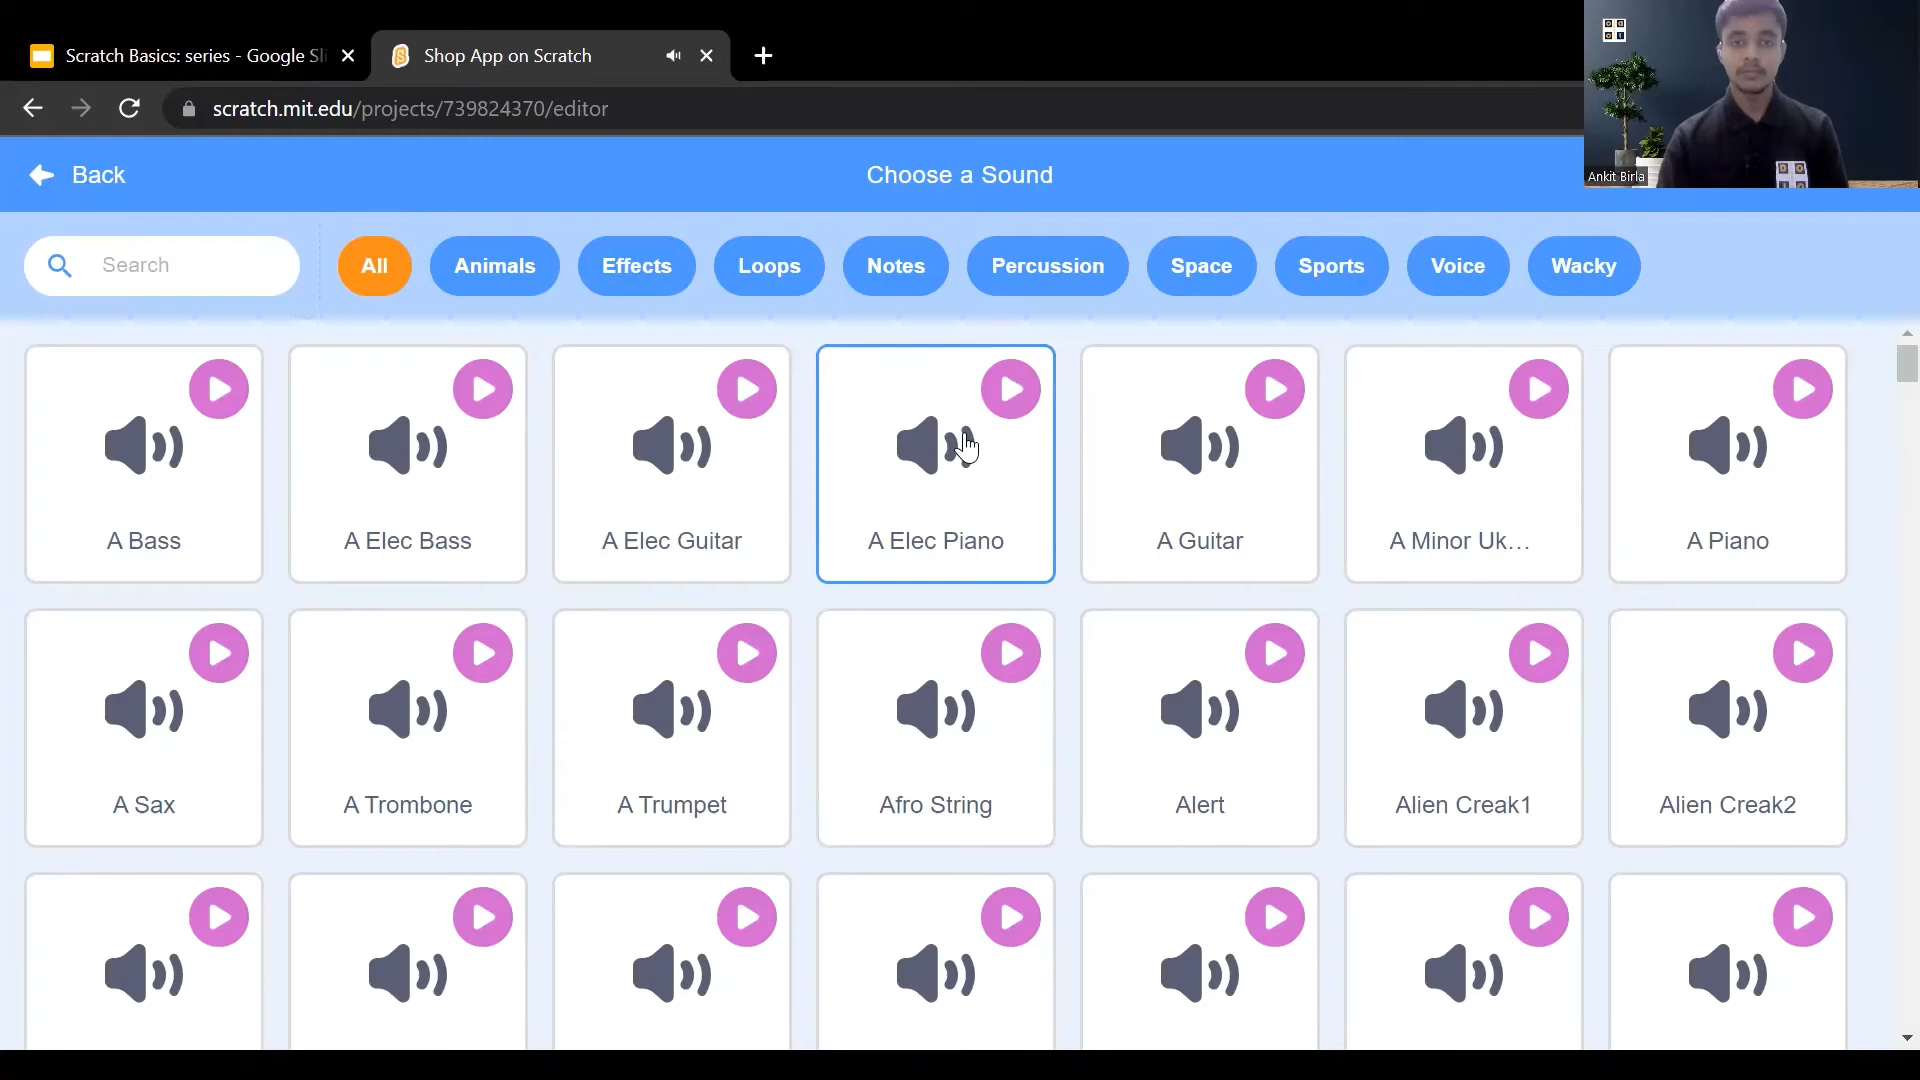 Scratch Basics: series - Google Sl
Shop App on Scratch
scratch.mit.edu/projects/739824370/editor
Ankit Birla
Back
Choose a Sound
Search
All
Animals
Effects
Loops
Notes
Percussion
Space
Sports
Voice
Wacky
A Bass
A Elec Bass
A Elec Guitar
A Elec Piano
A Guitar
A Minor Uk...
A Piano
A Sax
A Trombone
A Trumpet
Afro String
Alert
Alien Creak1
Alien Creak2